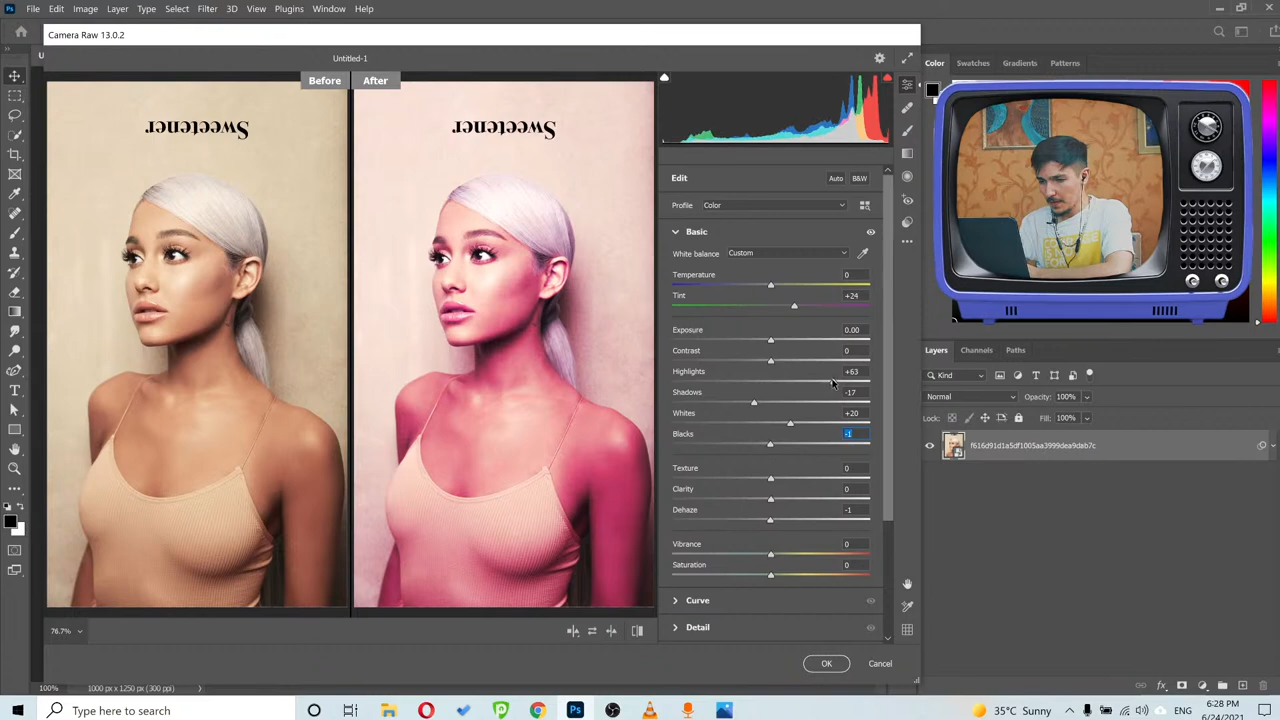 File Edit Image Layer Type Select Filter 3D View Plugins Window Help
Camera Raw 13.0.2
Untitled-1
Before After
Sweetener
Sweetener
Edit Auto B&W
Profile Color
Basic
White balance Custom
Temperature 0
Tint +24
Exposure 0.00
Contrast 0
Highlights +63
Shadows -17
Whites +20
Blacks -1
Texture 0
Clarity 0
Dehaze -1
Vibrance 0
Saturation 0
Curve
Detail
76.7%
OK Cancel
100% 1000 px x 1250 px (300 ppi)
Color Swatches Gradients Patterns
Layers Channels Paths
Kind
Normal Opacity: 100%
Lock: Fill: 100%
f616d91d1a5df1005aa3999dea9dab7c
Type here to search
35°C Sunny ENG
6:28 PM